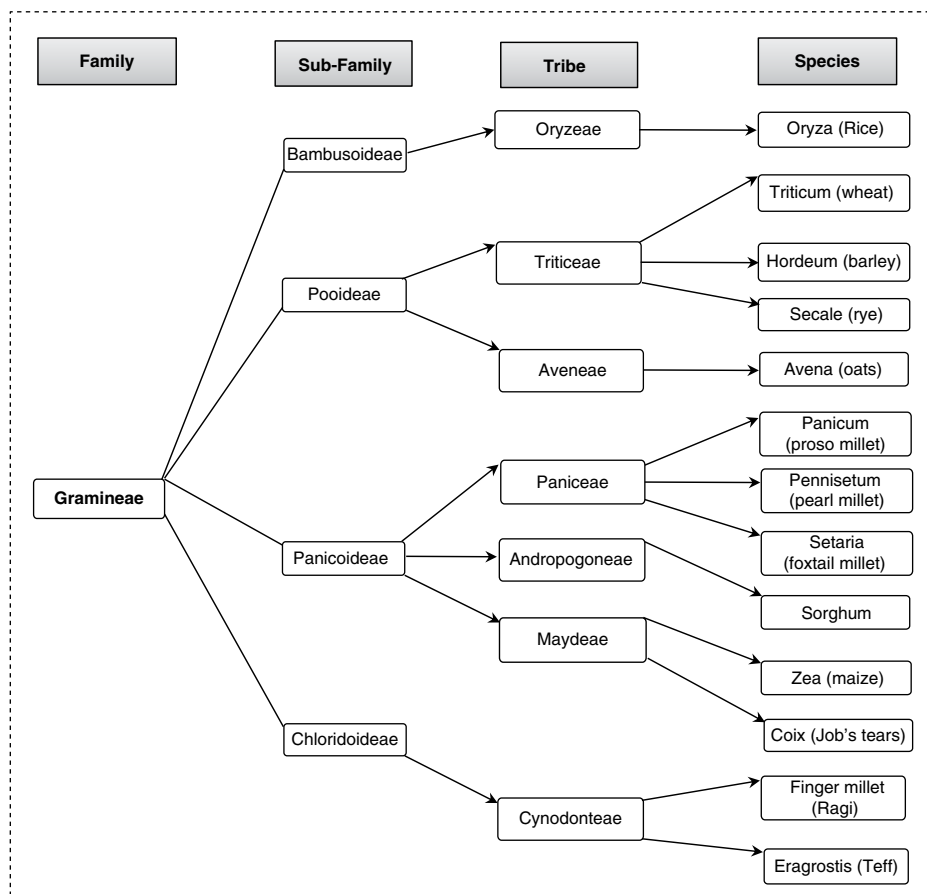 Family
Sub-Family
Tribe
Species
Bambusoideae
Oryzeae
Oryza (Rice)
Triticum (wheat)
Pooideae
Triticeae
Hordeum (barley)
Secale (rye)
Aveneae
Avena (oats)
Gramineae
Panicum
(proso millet)
Paniceae
Pennisetum
(pearl millet)
Setaria
(foxtail millet)
Panicoideae
Andropogoneae
Sorghum
Maydeae
Zea (maize)
Coix (Job's tears)
Chloridoideae
Cynodonteae
Finger millet
(Ragi)
Eragrostis (Teff)